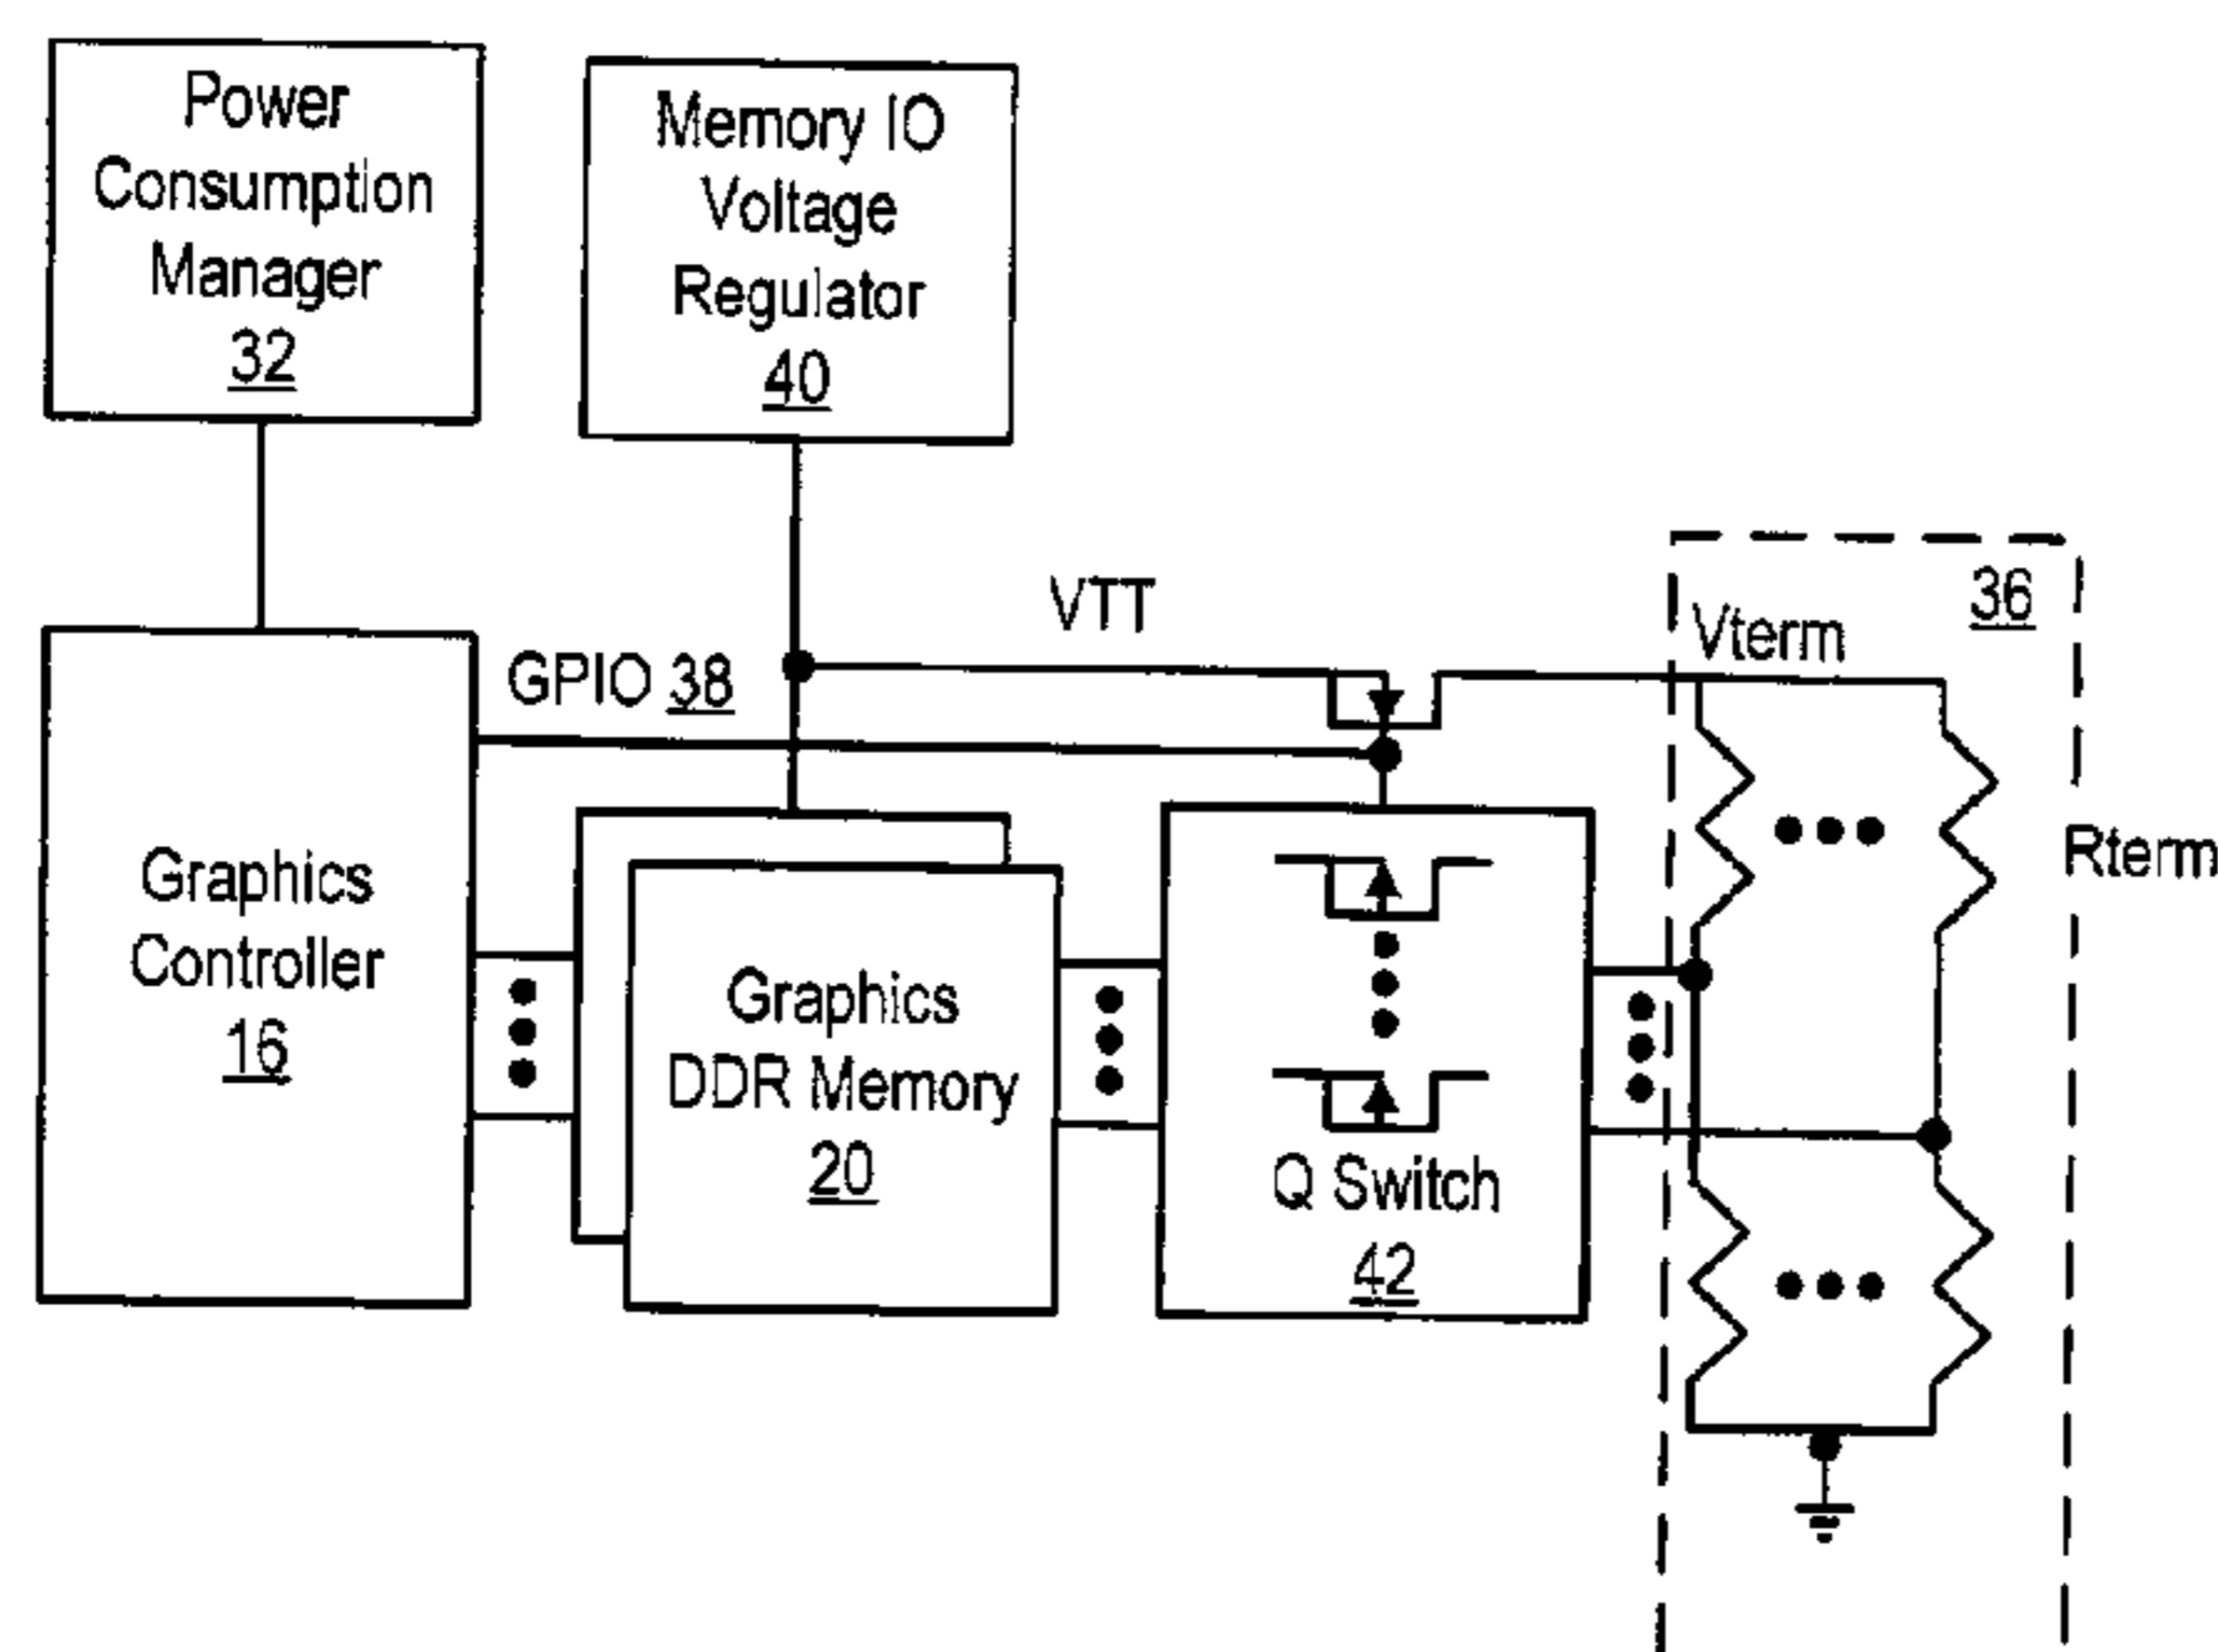 Power
Consumption
Manager
32
Memory IO
Voltage
Regulator
40
VTT
36
Vterm
GPIO 38
Rterm
Graphics
Controller
16
Graphics
DDR Memory
20
Q Switch
42